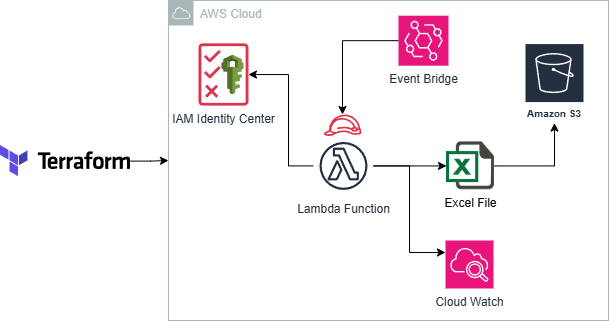 AWS Cloud
Event Bridge
Amazon S3
IAM Identity Center
Terraform
Lambda Function
Excel File
Cloud Watch